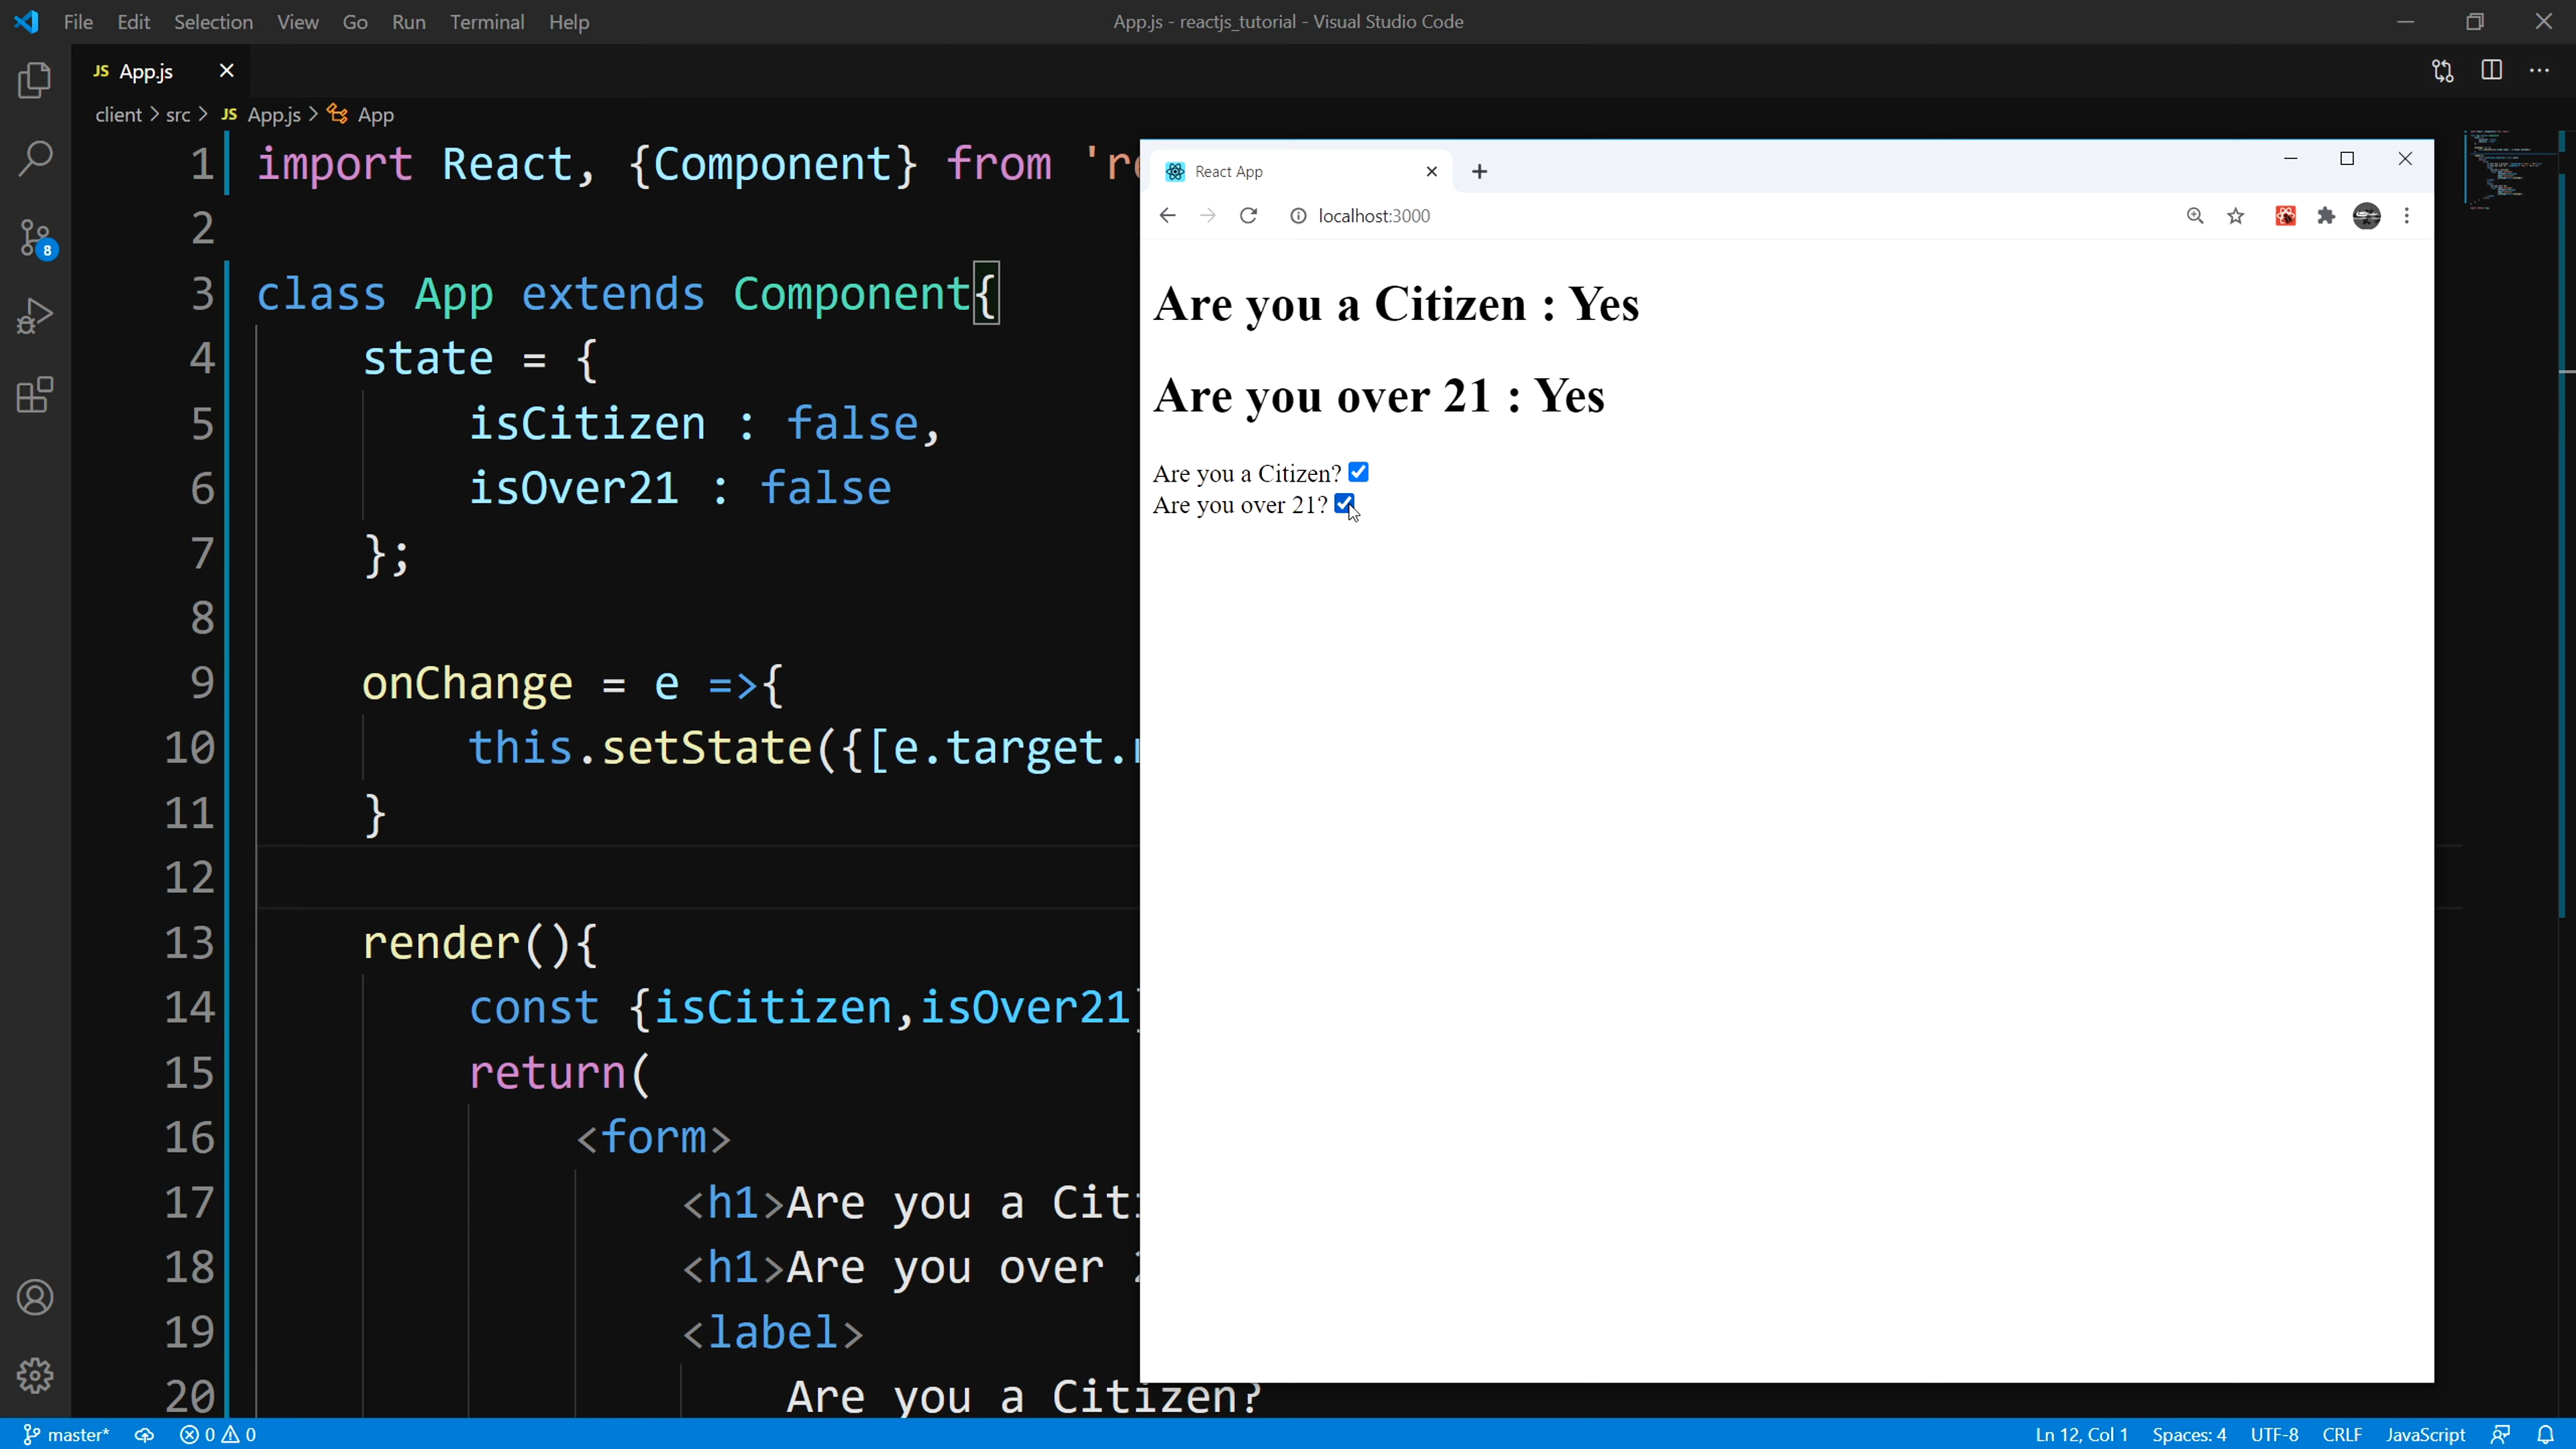 File Edit Selection View Go Run Terminal Help
App.js - reactjs_tutorial - Visual Studio Code
JS App.js
client > src > JS App.js > App
8
1 import React, {Component} from 're
2
3 class App extends Component{
4 state = {
5 isCitizen : false,
6 isOver21 : false
7 };
8
9 onChange = e =>{
10 this.setState({[e.target.
11 }
12
13 render(){
14 const {isCitizen,isOver21
15 return(
16 <form>
17 <h1>Are you a Cit
18 <h1>Are you over
19 <label>
20 Are you a Citizen?
React App
localhost:3000
Are you a Citizen : Yes
Are you over 21 : Yes
Are you a Citizen?
Are you over 21?
master* 0 0
Ln 12, Col 1 Spaces: 4 UTF-8 CRLF JavaScript